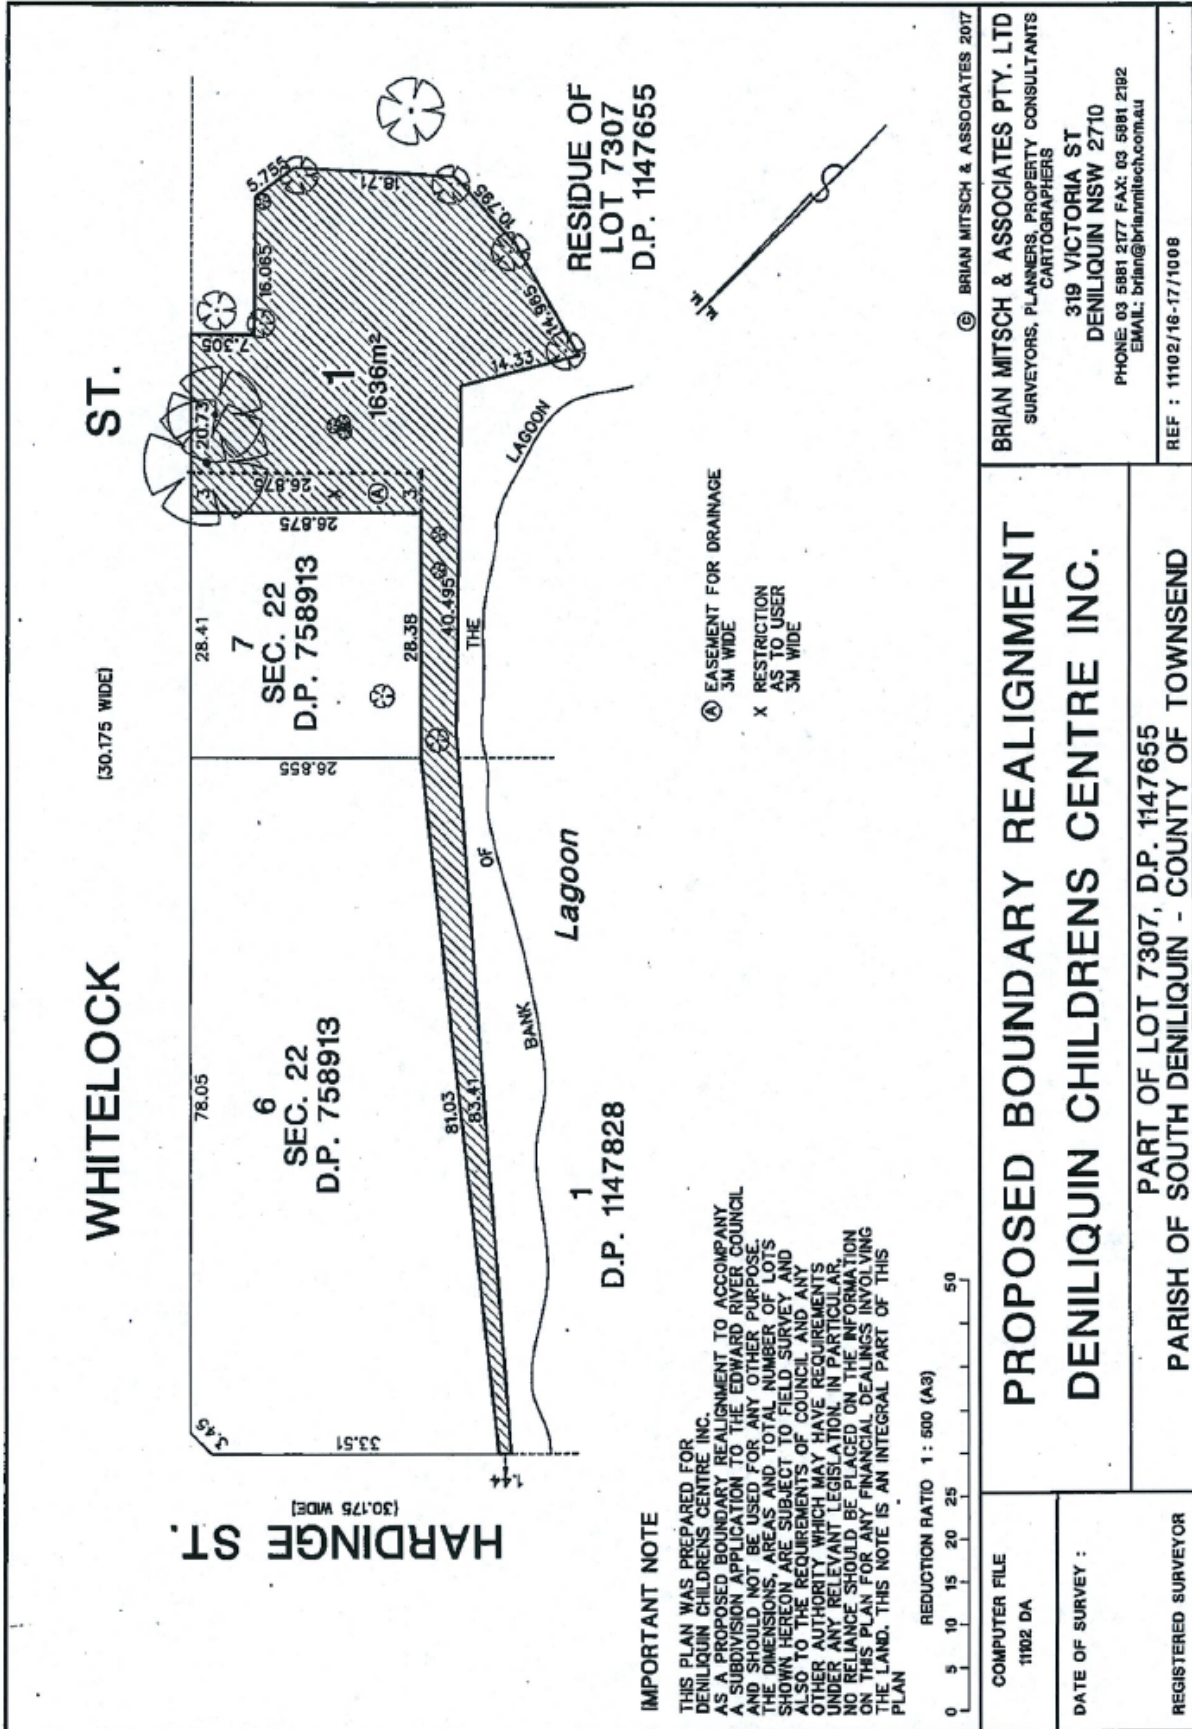 WHITELOCK
ST.
[30.175 WIDE]
HARDINGE ST.
[30.175 WIDE]
78.05
28.41
20.73
7.305
16.065
5.755
18.71
10.795
14.965
14.33
3.45
33.51
1.44
6
SEC. 22
D.P. 758913
26.855
7
SEC. 22
D.P. 758913
28.38
26.875
26.875
3
3
X
Ⓐ
1
1636m²
81.03
83.41
40.495
BANK
OF
THE
LAGOON
Lagoon
1
D.P. 1147828
RESIDUE OF
LOT 7307
D.P. 1147655
Ⓐ EASEMENT FOR DRAINAGE
3M WIDE
X RESTRICTION
AS TO USER
3M WIDE
IMPORTANT NOTE
THIS PLAN WAS PREPARED FOR
DENILIQUIN CHILDRENS CENTRE INC.
AS A PROPOSED BOUNDARY REALIGNMENT TO ACCOMPANY
A SUBDIVISION APPLICATION TO THE EDWARD RIVER COUNCIL
AND SHOULD NOT BE USED FOR ANY OTHER PURPOSE.
THE DIMENSIONS, AREAS AND TOTAL NUMBER OF LOTS
SHOWN HEREON ARE SUBJECT TO FIELD SURVEY AND
ALSO TO THE REQUIREMENTS OF COUNCIL AND ANY
OTHER AUTHORITY WHICH MAY HAVE REQUIREMENTS
UNDER ANY RELEVANT LEGISLATION. IN PARTICULAR,
NO RELIANCE SHOULD BE PLACED ON THE INFORMATION
ON THIS PLAN FOR ANY FINANCIAL DEALINGS INVOLVING
THE LAND. THIS NOTE IS AN INTEGRAL PART OF THIS
PLAN
REDUCTION RATIO 1 : 500 (A3)
0 5 10 15 20 25 50
© BRIAN MITSCH & ASSOCIATES 2017
COMPUTER FILE
11102 DA
DATE OF SURVEY :
REGISTERED SURVEYOR
PROPOSED BOUNDARY REALIGNMENT
DENILIQUIN CHILDRENS CENTRE INC.
PART OF LOT 7307, D.P. 1147655
PARISH OF SOUTH DENILIQUIN - COUNTY OF TOWNSEND
BRIAN MITSCH & ASSOCIATES PTY. LTD
SURVEYORS, PLANNERS, PROPERTY CONSULTANTS
CARTOGRAPHERS
319 VICTORIA ST
DENILIQUIN NSW 2710
PHONE: 03 5881 2177 FAX: 03 5881 2192
EMAIL: brian@brianmitsch.com.au
REF : 11102/16-17/1008